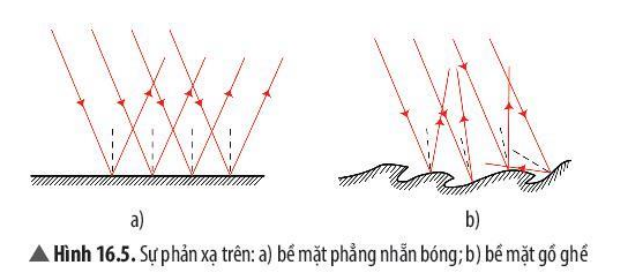 a)
b)
▲ Hình 16.5. Sự phản xạ trên: a) bề mặt phẳng nhẵn bóng; b) bề mặt gồ ghề